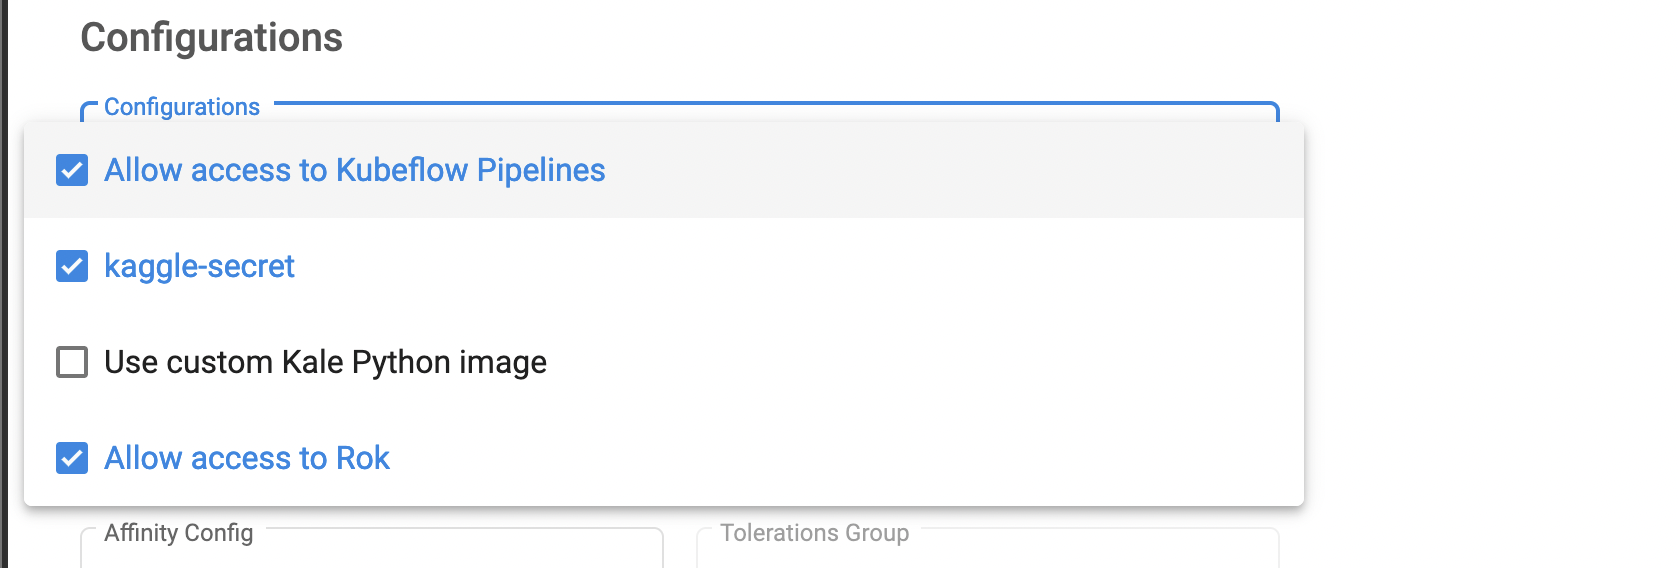 Configurations
Configurations
Allow access to Kubeflow Pipelines
kaggle-secret
Use custom Kale Python image
Allow access to Rok
Affinity Config
Tolerations Group